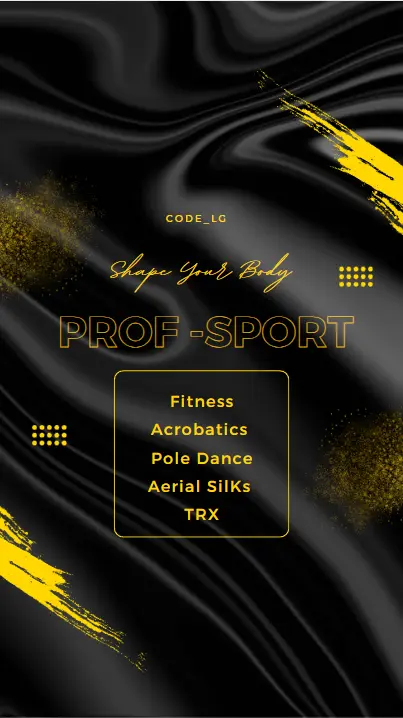 CODE_LG
Shape Your Body
PROF -SPORT
Fitness
Acrobatics
Pole Dance
Aerial SilKs
TRX